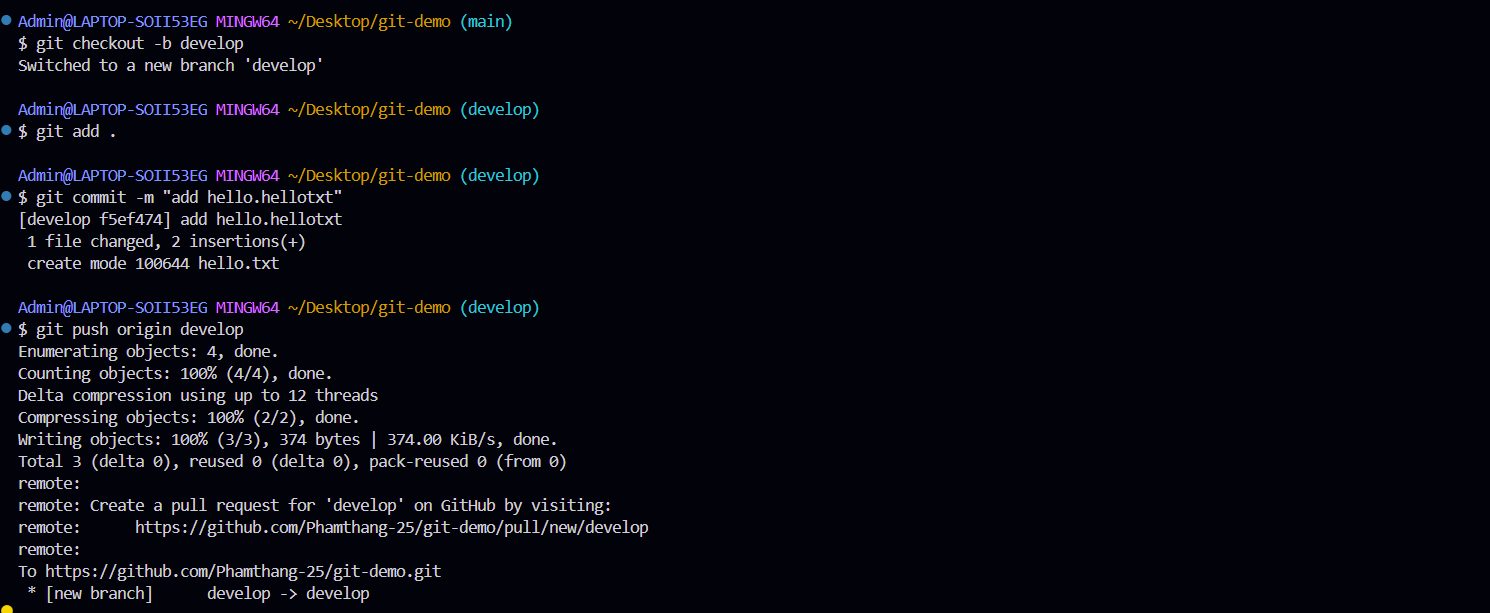 Admin@LAPTOP-SOII53EG MINGW64 ~/Desktop/git-demo (main)
$ git checkout -b develop
Switched to a new branch 'develop'
Admin@LAPTOP-SOII53EG MINGW64 ~/Desktop/git-demo (develop)
$ git add .
Admin@LAPTOP-SOII53EG MINGW64 ~/Desktop/git-demo (develop)
$ git commit -m "add hello.hellotxt"
[develop f5ef474] add hello.hellotxt
 1 file changed, 2 insertions(+)
 create mode 100644 hello.txt
Admin@LAPTOP-SOII53EG MINGW64 ~/Desktop/git-demo (develop)
$ git push origin develop
Enumerating objects: 4, done.
Counting objects: 100% (4/4), done.
Delta compression using up to 12 threads
Compressing objects: 100% (2/2), done.
Writing objects: 100% (3/3), 374 bytes | 374.00 KiB/s, done.
Total 3 (delta 0), reused 0 (delta 0), pack-reused 0 (from 0)
remote:
remote: Create a pull request for 'develop' on GitHub by visiting:
remote:      https://github.com/Phamthang-25/git-demo/pull/new/develop
remote:
To https://github.com/Phamthang-25/git-demo.git
 * [new branch]      develop -> develop